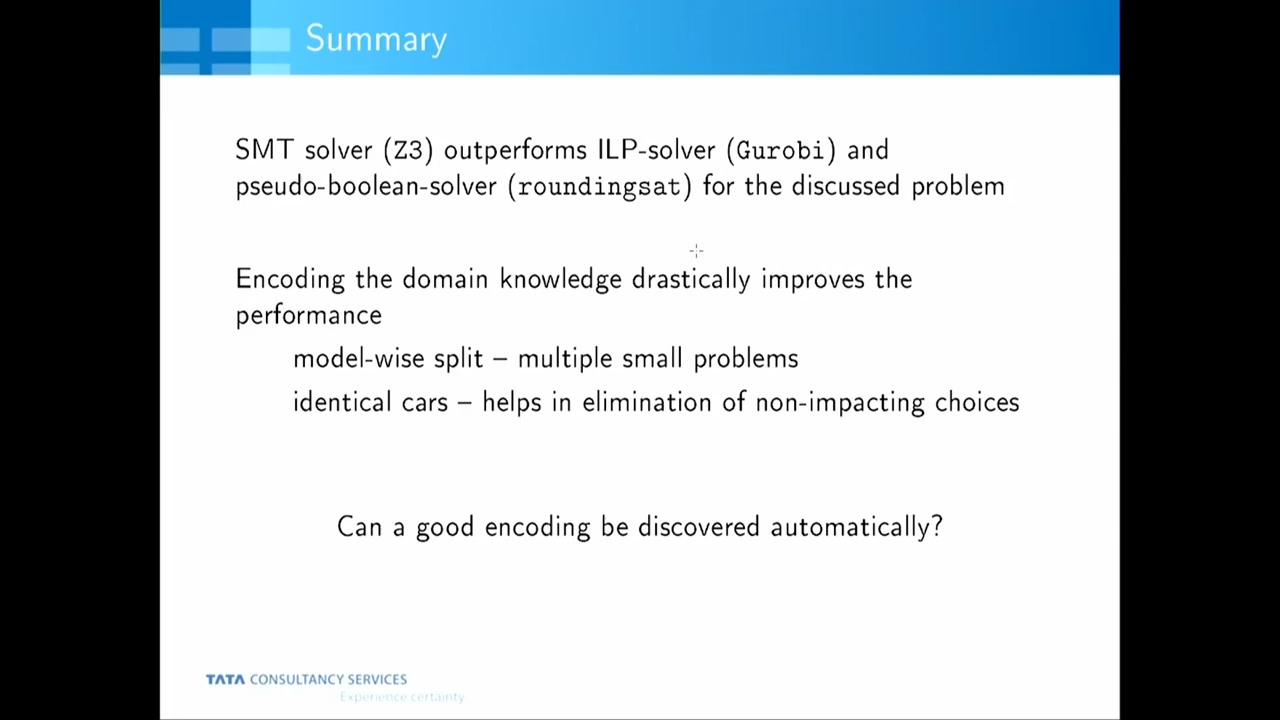 Summary
SMT solver (Z3) outperforms ILP-solver (Gurobi) and
pseudo-boolean-solver (roundingsat) for the discussed problem
Encoding the domain knowledge drastically improves the
performance
model-wise split – multiple small problems
identical cars – helps in elimination of non-impacting choices
Can a good encoding be discovered automatically?
TATA CONSULTANCY SERVICES
Experience certainty